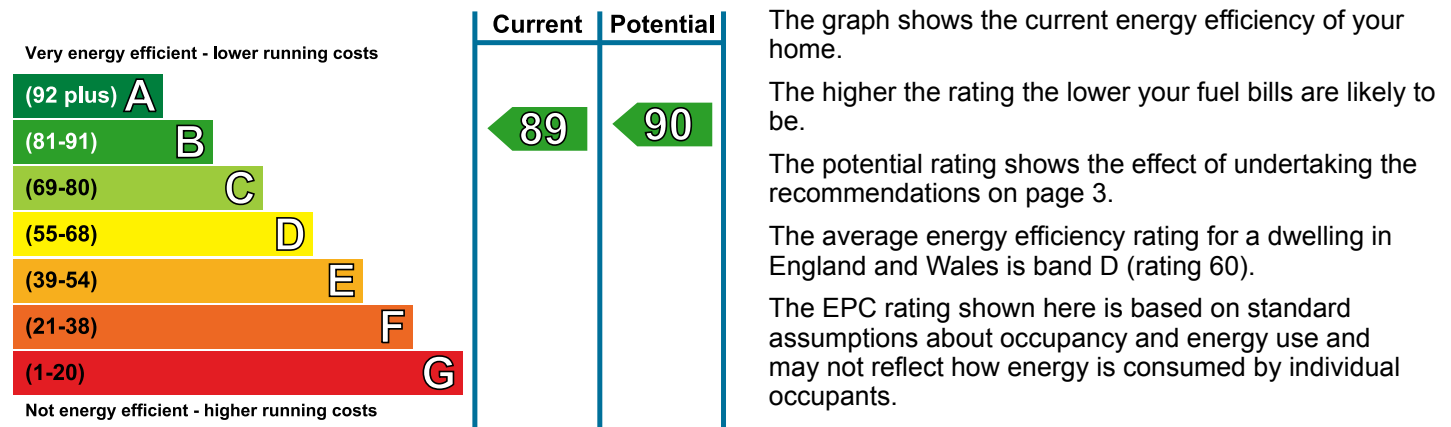 Current Potential
Very energy efficient - lower running costs
(92 plus) A
(81-91) B
89
90
(69-80) C
(55-68) D
(39-54) E
(21-38) F
(1-20) G
Not energy efficient - higher running costs
The graph shows the current energy efficiency of your
home.
The higher the rating the lower your fuel bills are likely to
be.
The potential rating shows the effect of undertaking the
recommendations on page 3.
The average energy efficiency rating for a dwelling in
England and Wales is band D (rating 60).
The EPC rating shown here is based on standard
assumptions about occupancy and energy use and
may not reflect how energy is consumed by individual
occupants.